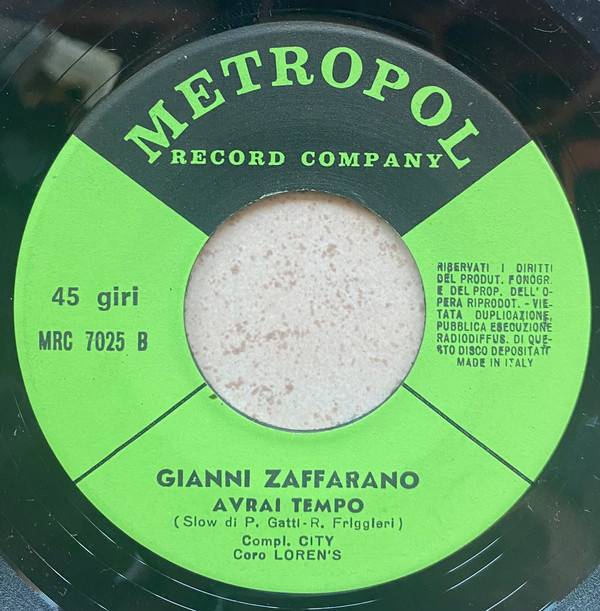 METROPOL
RECORD COMPANY
45 giri
MRC 7025 B
RISERVATI I DIRITTI
DEL PRODUT. FONOGR.
E DEL PROP. DELL'O-
PERA RIPRODOT. - VIE-
TATA DUPLICAZIONE,
PUBBLICA ESECUZIONE
RADIODIFFUS. DI QUE-
STO DISCO DEPOSITATI
MADE IN ITALY
GIANNI ZAFFARANO
AVRAI TEMPO
(Slow di P. Gatti-R. Friggieri)
Compl. CITY
Coro LOREN'S